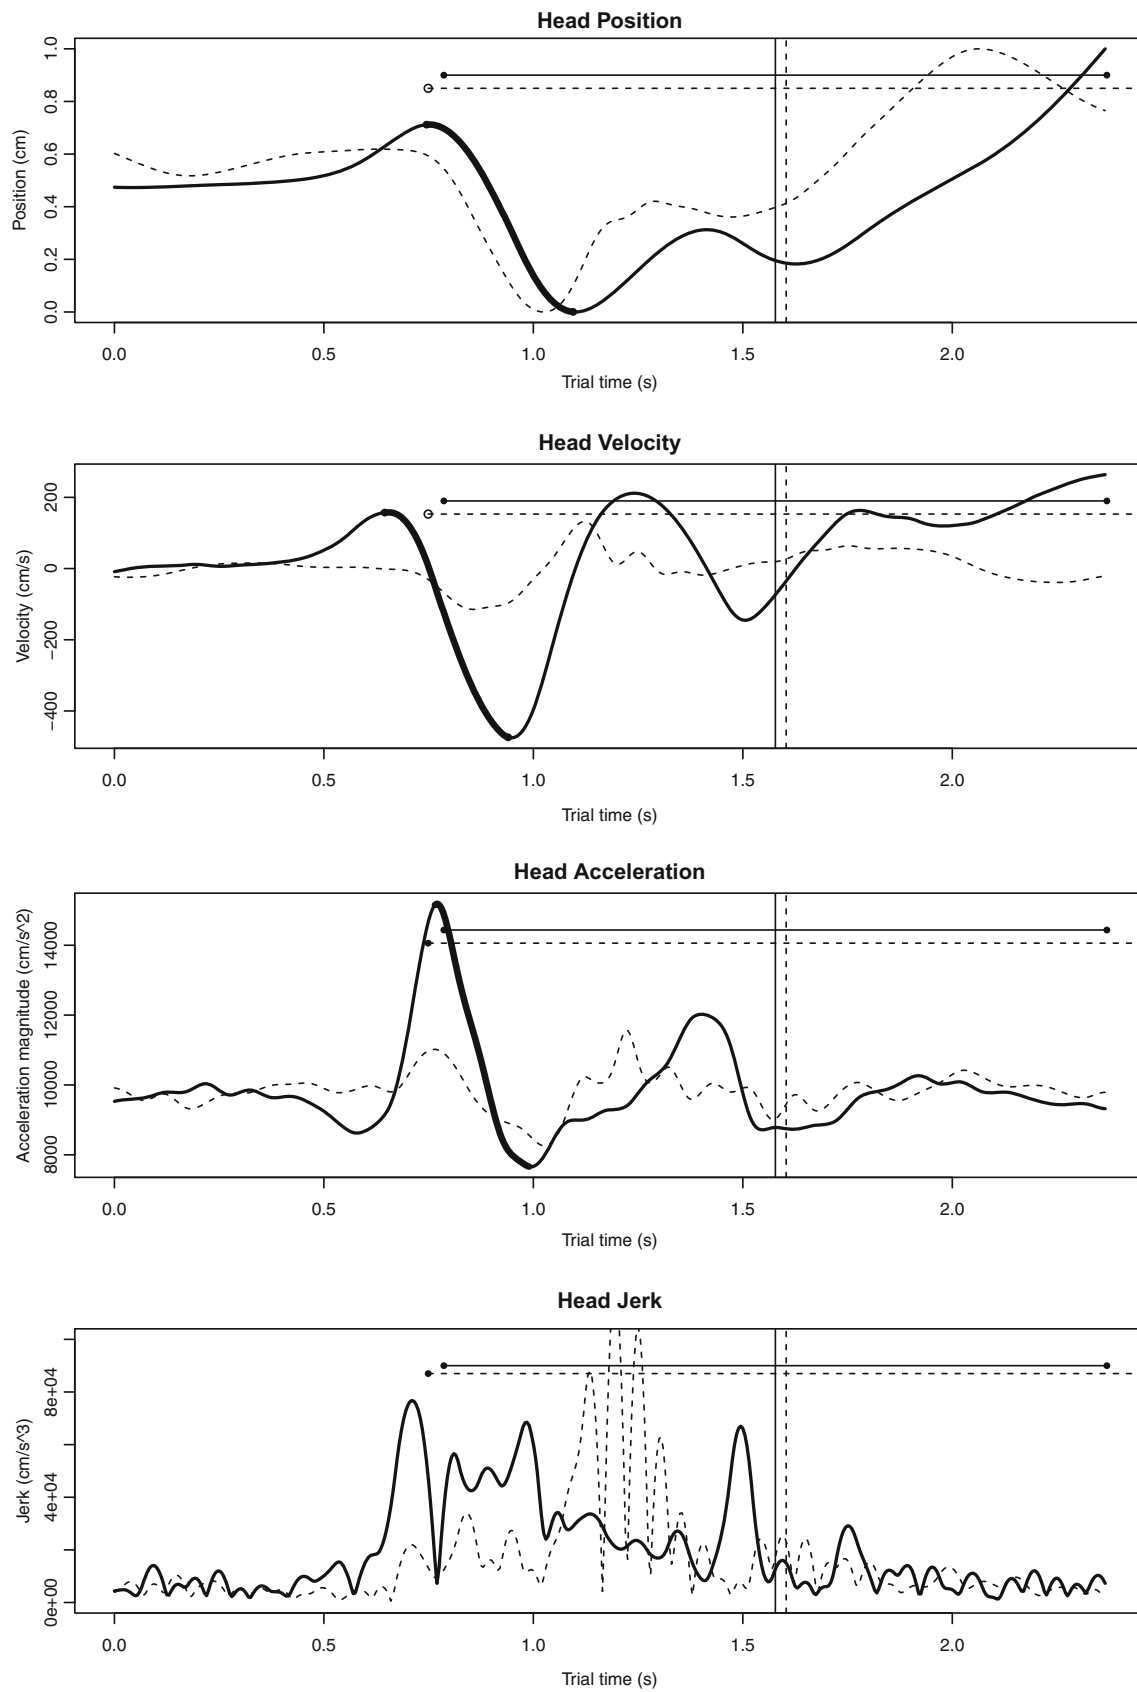 Head Position
Position (cm)
1.0
0.8
0.6
0.4
0.2
0.0
0.0 0.5 1.0 1.5 2.0
Trial time (s)
Head Velocity
Velocity (cm/s)
200
0
−200
−400
0.0 0.5 1.0 1.5 2.0
Trial time (s)
Head Acceleration
Acceleration magnitude (cm/s^2)
14000
12000
10000
8000
0.0 0.5 1.0 1.5 2.0
Trial time (s)
Head Jerk
Jerk (cm/s^3)
8e+04
4e+04
0e+00
0.0 0.5 1.0 1.5 2.0
Trial time (s)